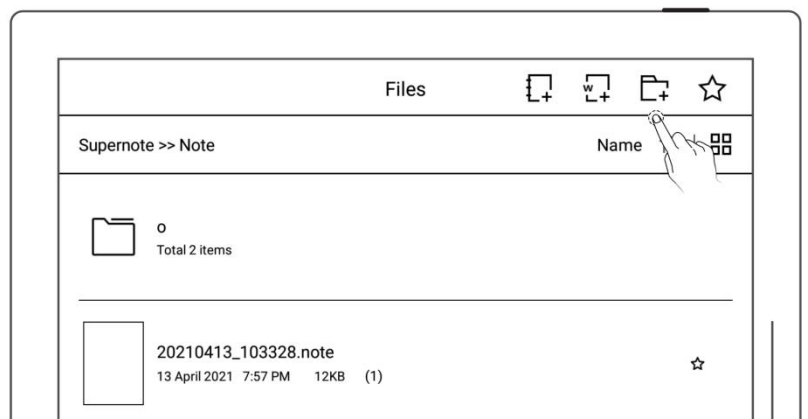 Files
W
Supernote >> Note
Name
o
Total 2 items
20210413_103328.note
13 April 2021 7:57 PM 12KB (1)